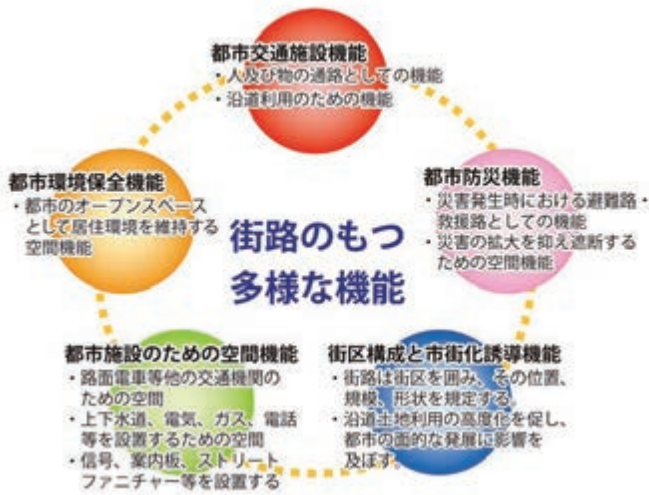 都市交通施設機能
・人及び物の通路としての機能
・沿道利用のための機能
都市環境保全機能
・都市のオープンスペース
として居住環境を維持する
空間機能
都市防災機能
・災害発生時における避難路・
救援路としての機能
・災害の拡大を抑え遮断する
ための空間機能
街路のもつ
多様な機能
都市施設のための空間機能
・路面電車等他の交通機関の
ための空間
・上下水道、電気、ガス、電話
等を設置するための空間
・信号、案内板、ストリート
ファニチャー等を設置する
街区構成と市街化誘導機能
・街路は街区を囲み、その位置、
規模、形状を規定する。
・沿道土地利用の高度化を促し、
都市の面的な発展に影響を
及ぼす。